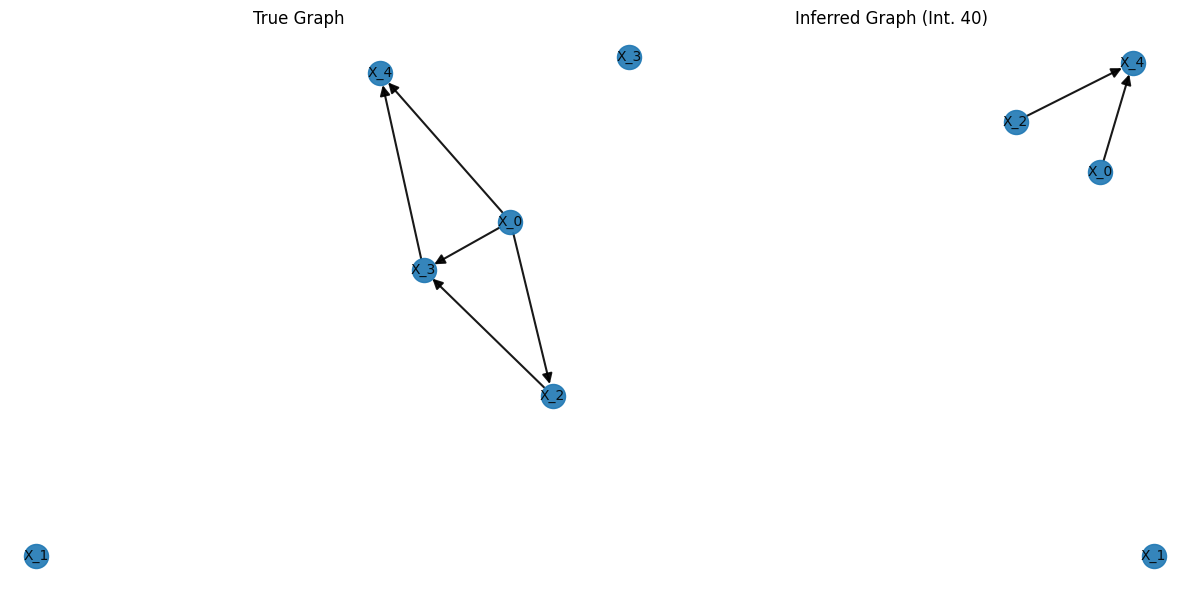 True Graph
X_4
X_0
X_3
X_2
X_1
Inferred Graph (Int. 40)
X_3
X_4
X_2
X_0
X_1